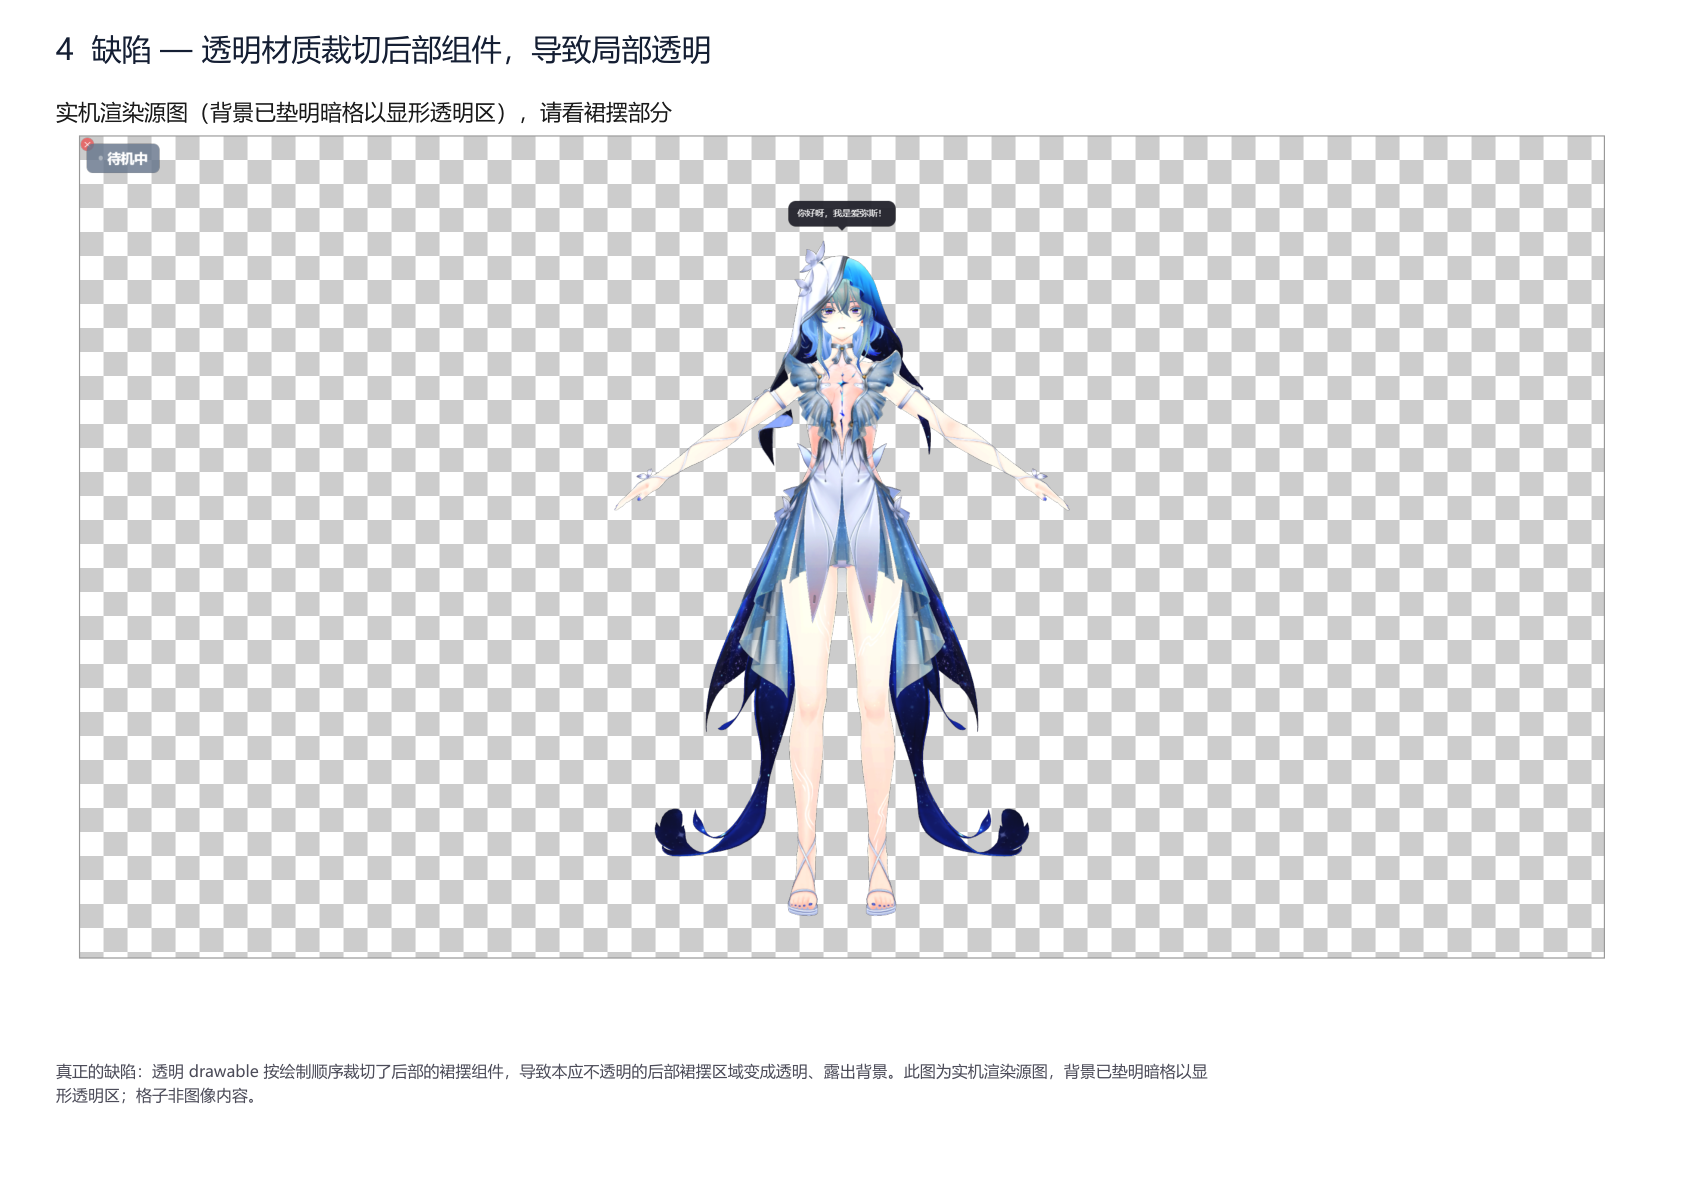 4 缺陷 — 透明材质裁切后部组件，导致局部透明
实机渲染源图（背景已垫明暗格以显形透明区），请看裙摆部分
待机中
你好呀，我是爱弥斯！
真正的缺陷：透明 drawable 按绘制顺序裁切了后部的裙摆组件，导致本应不透明的后部裙摆区域变成透明、露出背景。此图为实机渲染源图，背景已垫明暗格以显
形透明区；格子非图像内容。